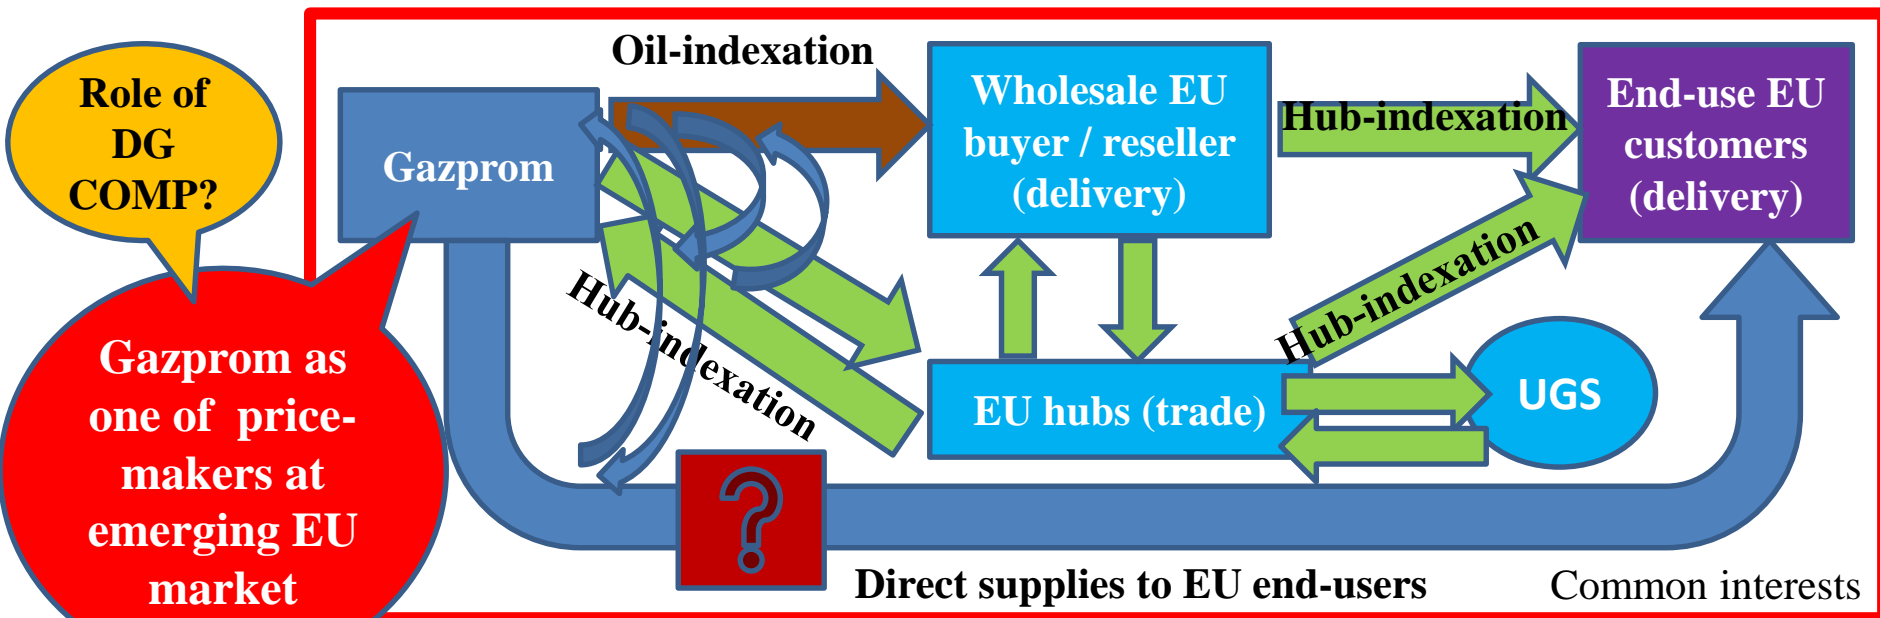 Oil-indexation
Role of
DG
COMP?
Gazprom
Wholesale EU
buyer / reseller
(delivery)
Hub-indexation
End-use EU
customers
(delivery)
Hub-indexation
Hub-indexation
EU hubs (trade)
UGS
Gazprom as
one of price-
makers at
emerging EU
market
?
Direct supplies to EU end-users
Common interests